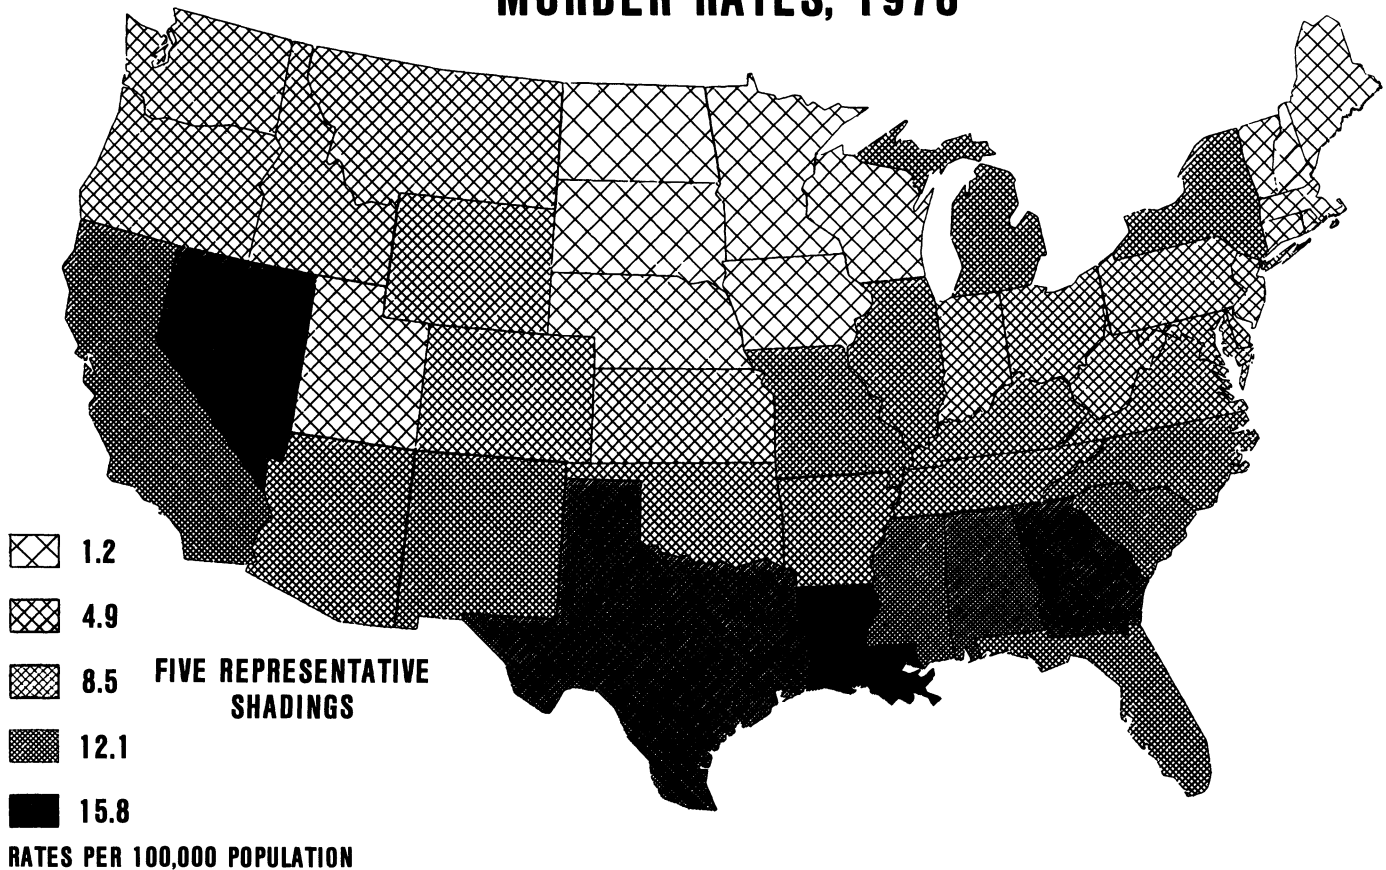 MURDER RATES, 1978
1.2
4.9
8.5
12.1
15.8
FIVE REPRESENTATIVE
SHADINGS
RATES PER 100,000 POPULATION